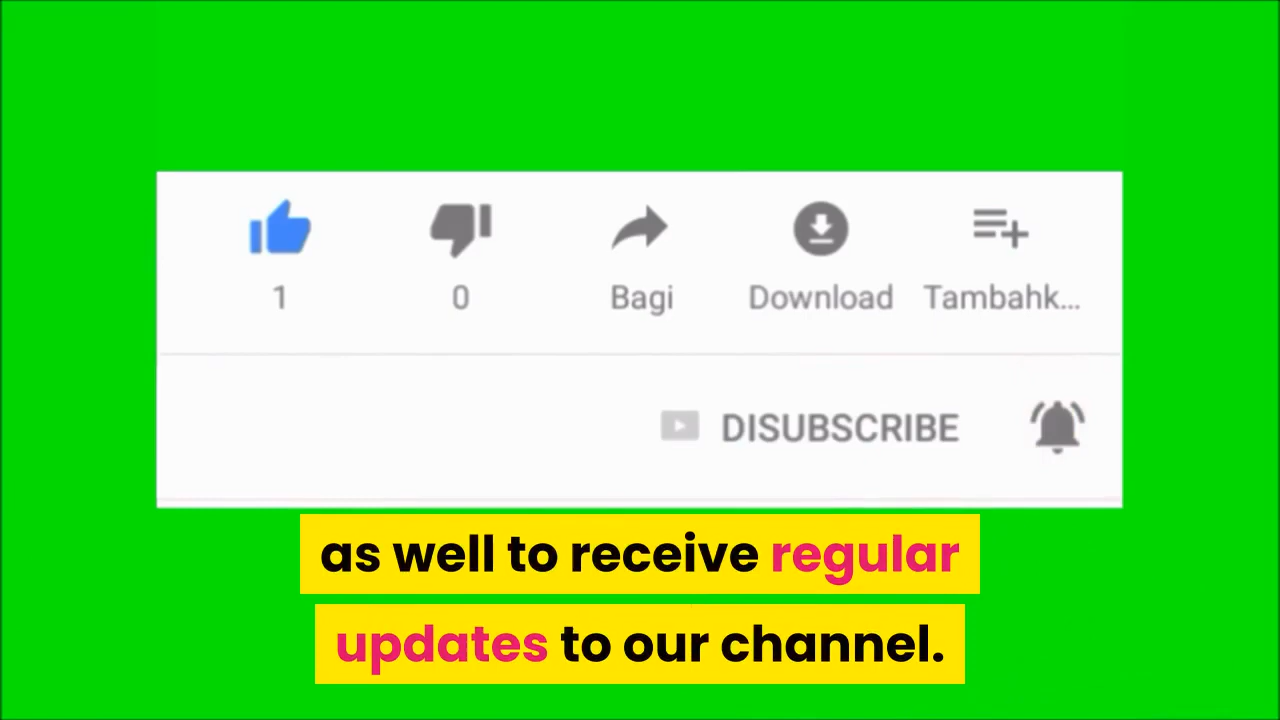 1 0 Bagi Download Tambahk...
DISUBSCRIBE
as well to receive regular
updates to our channel.